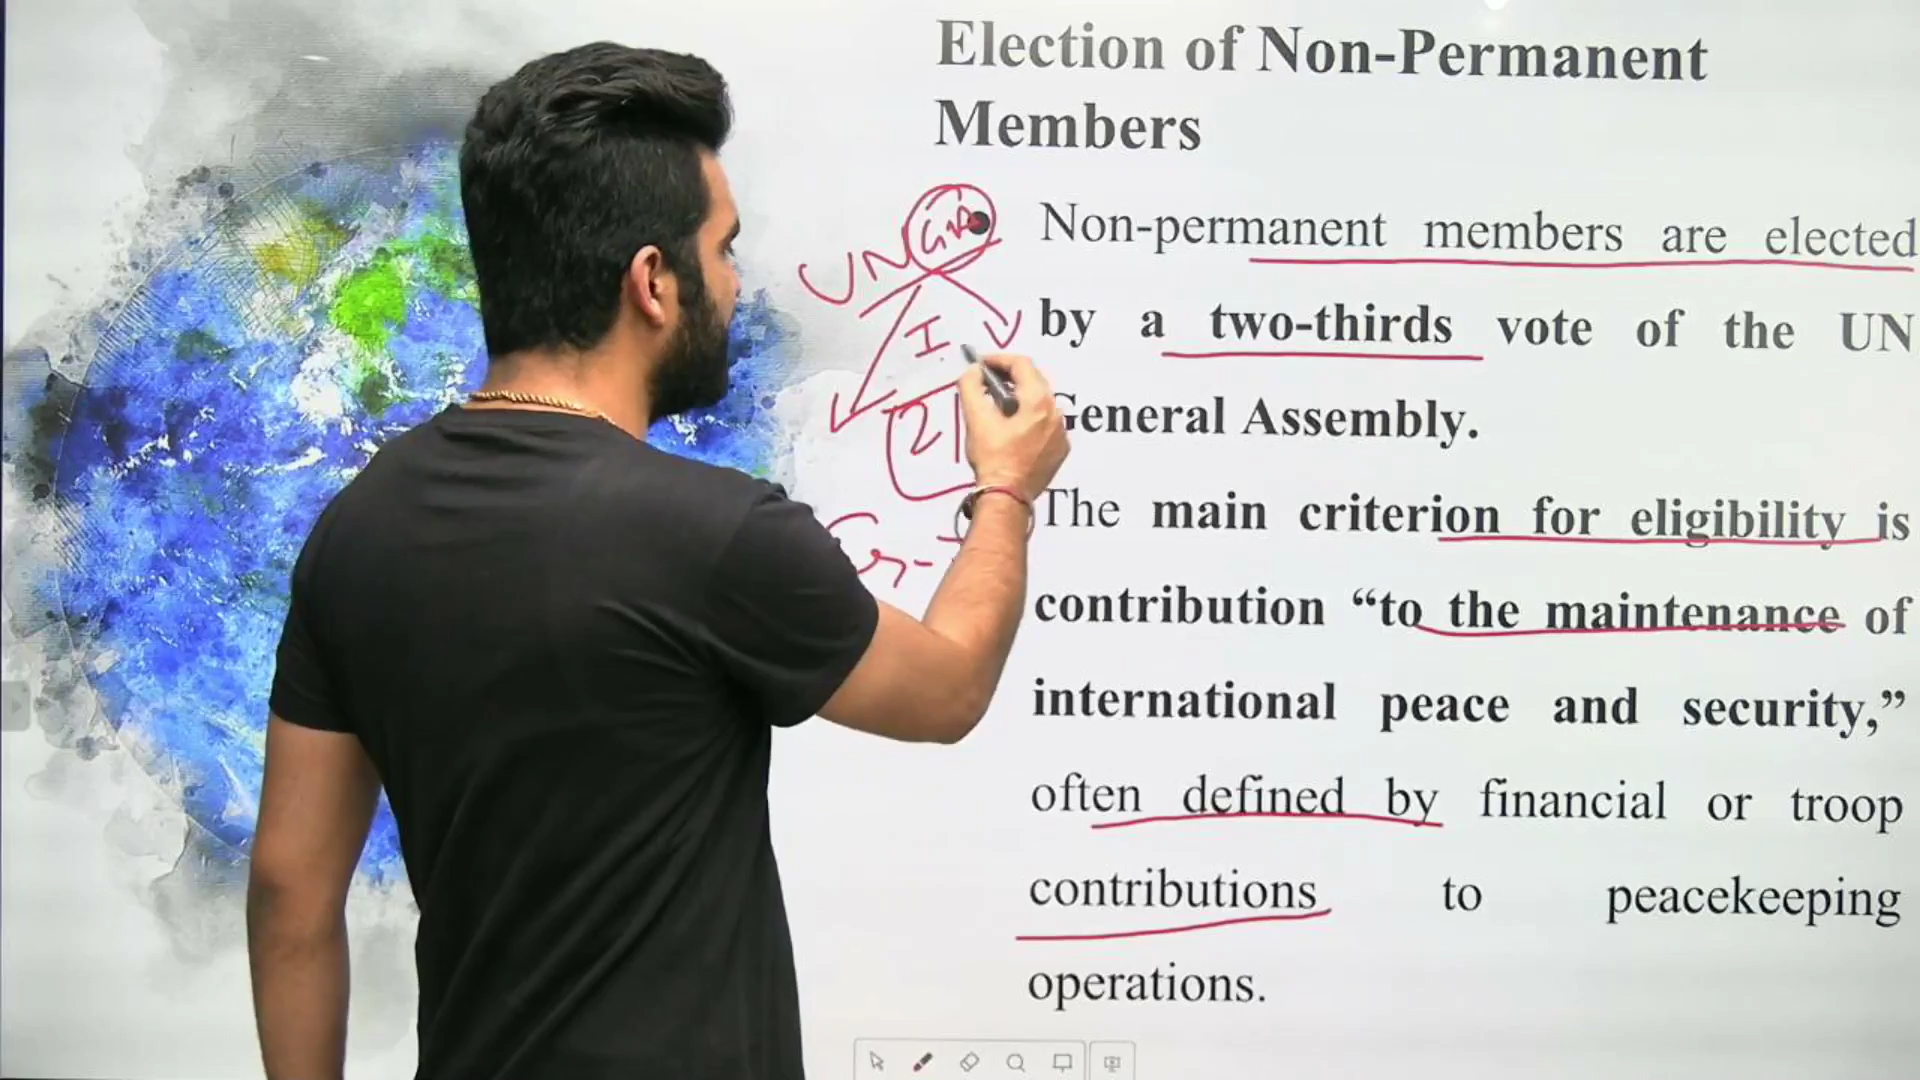 Election of Non-Permanent
Members
UNGA
Non-permanent members are elected
by a two-thirds vote of the UN
I
General Assembly.
2
The main criterion for eligibility is
contribution “to the maintenance of
international peace and security,”
often defined by financial or troop
contributions to peacekeeping
operations.